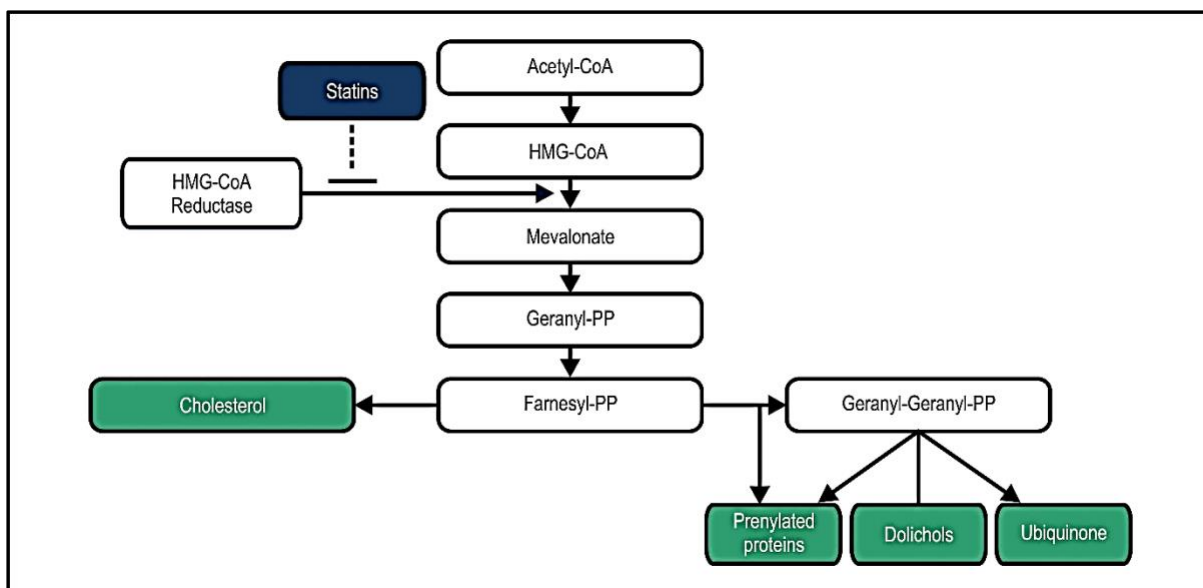 Acetyl-CoA
Statins
HMG-CoA
HMG-CoA
Reductase
Mevalonate
Geranyl-PP
Cholesterol
Farnesyl-PP
Geranyl-Geranyl-PP
Prenylated
proteins
Dolichols
Ubiquinone